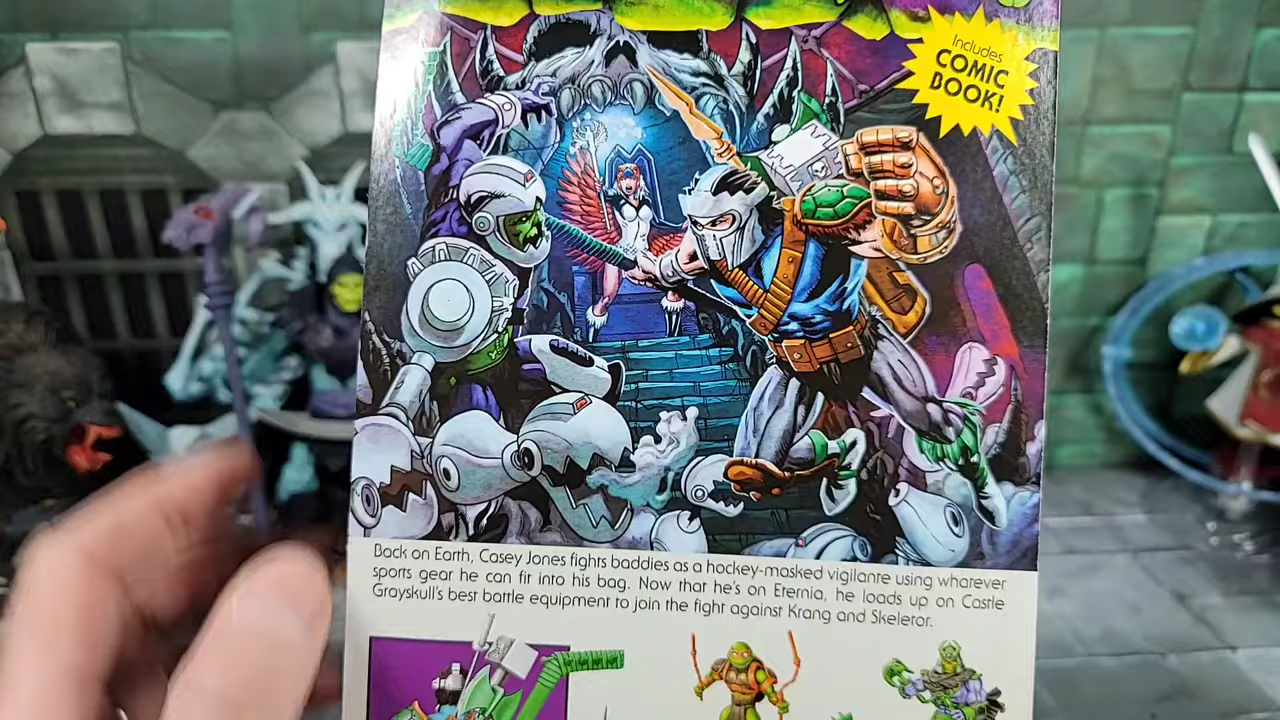 Includes
COMIC
BOOK!
Back on Earth, Casey Jones fights baddies as a hockey-masked vigilante using whatever
sports gear he can fit into his bag. Now that he's on Eternia, he loads up on Castle
Grayskull's best battle equipment to join the fight against Krang and Skeletor.